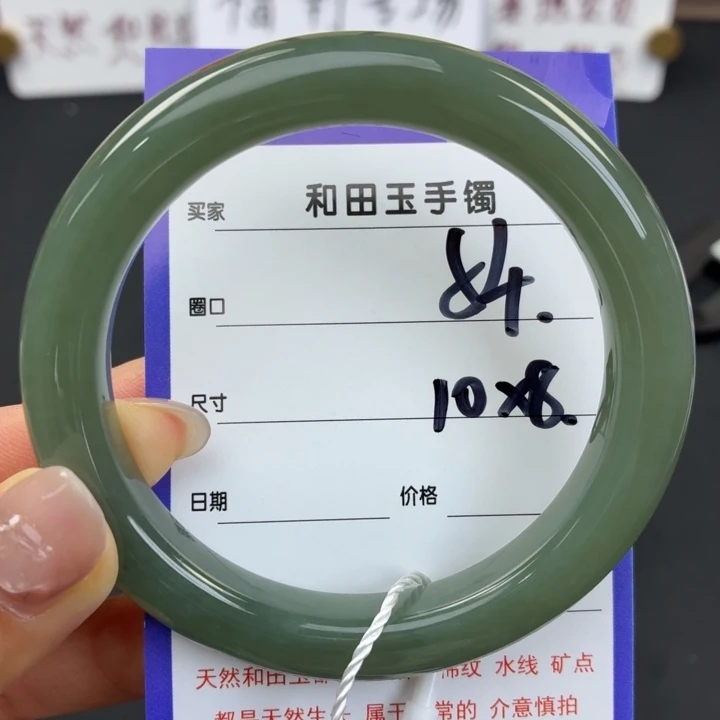 和田玉手镯
买家
圈口 54.
尺寸 10x8.
日期 价格
天然和田玉 棉纹 水线 矿点
都是天然生 属于 常的 介意慎拍